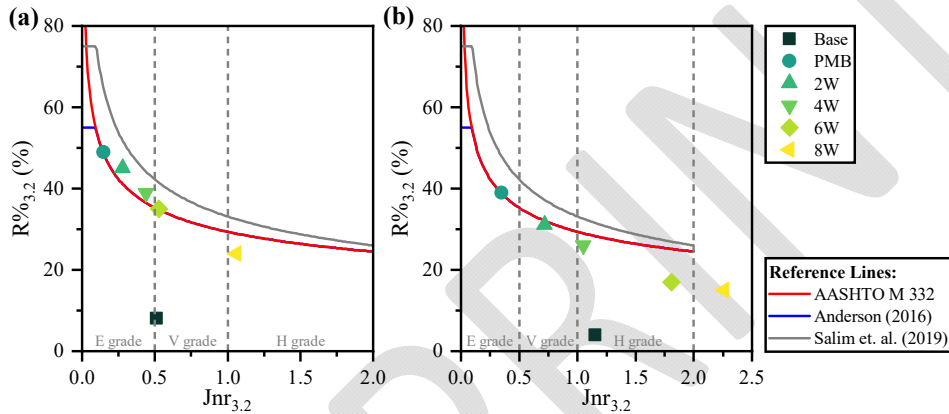 (a)
(b)
R%3.2 (%)
80
60
40
20
0
E grade
V grade
H grade
0.0
0.5
1.0
1.5
2.0
Jnr3.2
R%3.2 (%)
80
60
40
20
0
E grade
V grade
H grade
0.0
0.5
1.0
1.5
2.0
2.5
Jnr3.2
Base
PMB
2W
4W
6W
8W
Reference Lines:
AASHTO M 332
Anderson (2016)
Salim et. al. (2019)